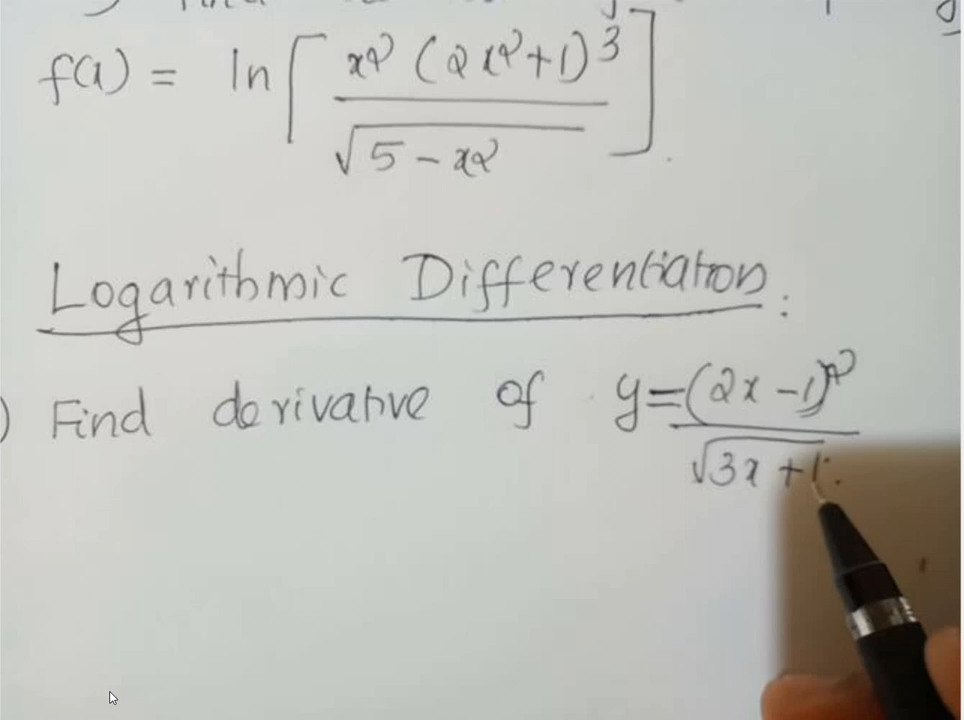 f(x) = ln [ x² (2x²+1)³
√5-x² ]
Logarithmic Differentiation:
) Find derivative of y=(2x-1)²
√3x+1.